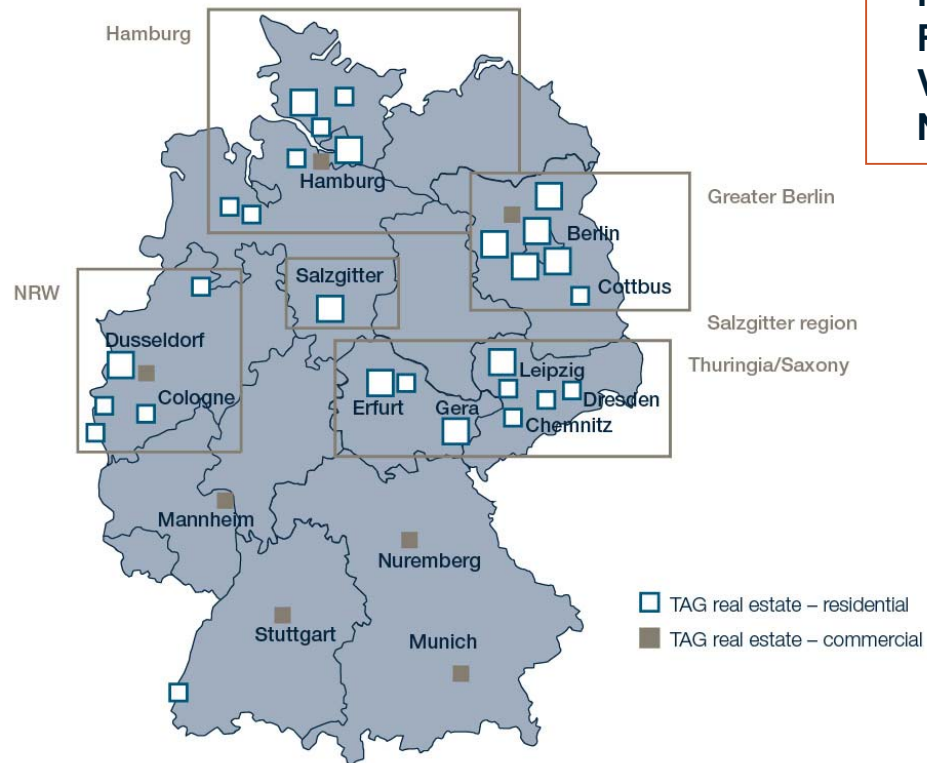 Hamburg
Hamburg
Greater Berlin
Berlin
Cottbus
Salzgitter
NRW
Salzgitter region
Dusseldorf
Thuringia/Saxony
Leipzig
Cologne
Erfurt
Gera
Dresden
Chemnitz
Mannheim
Nuremberg
TAG real estate – residential
Stuttgart
Munich
TAG real estate – commercial